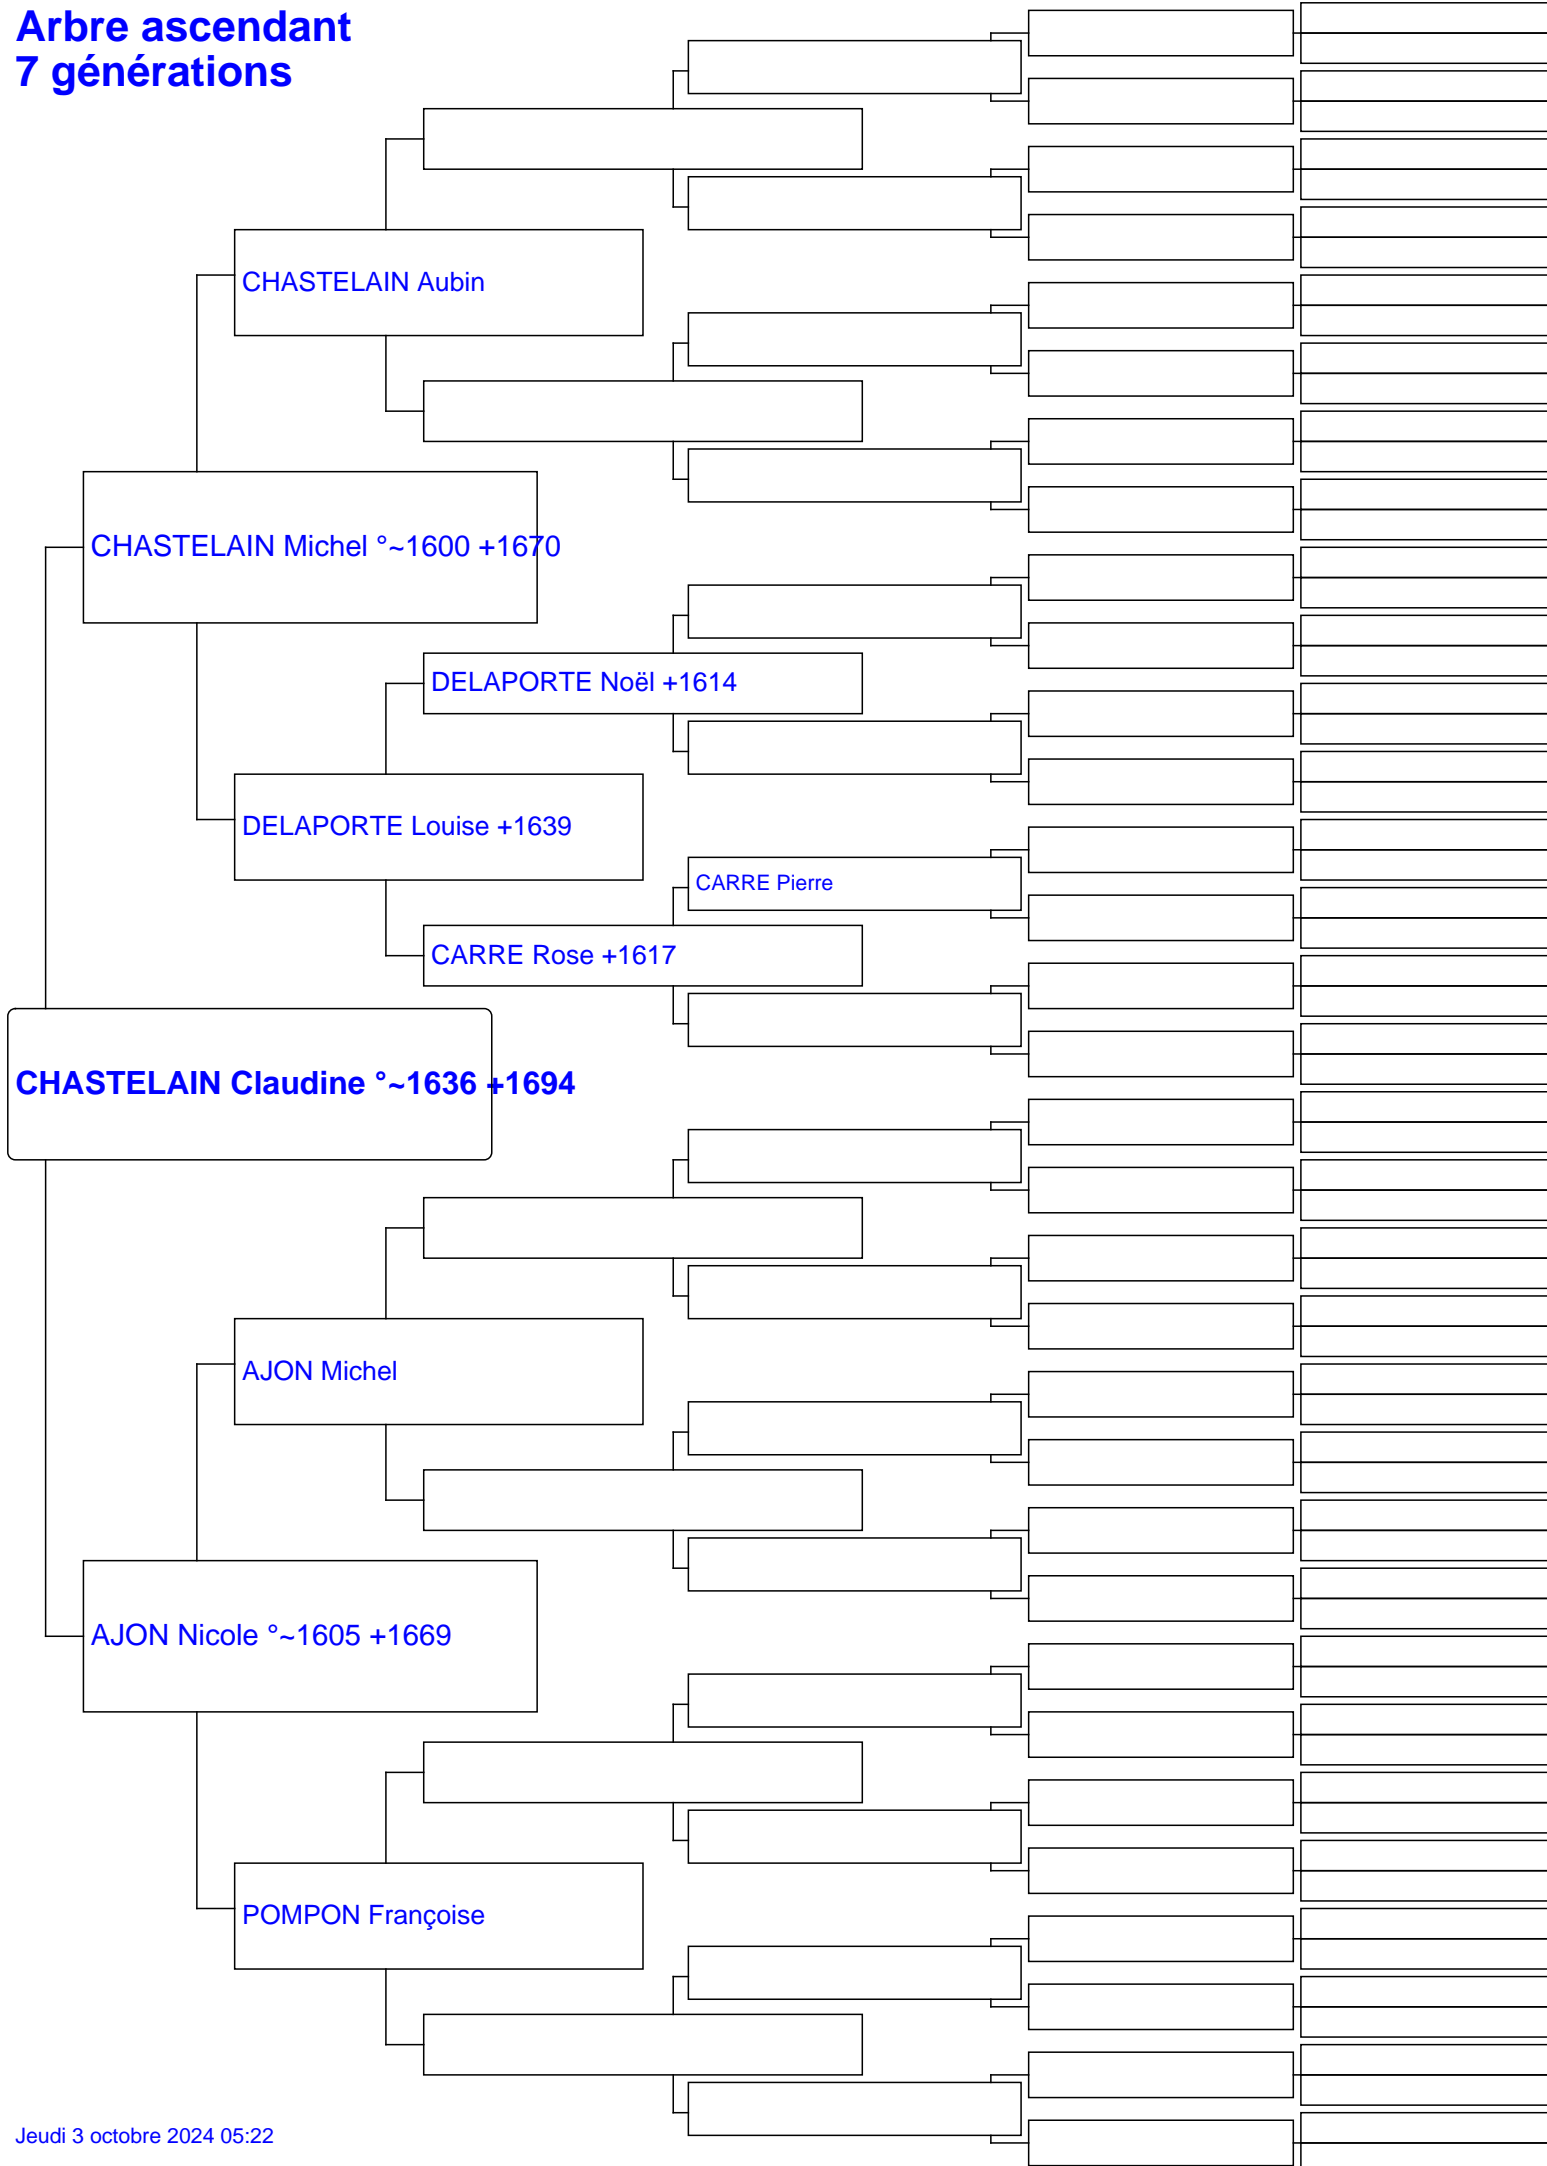 Arbre ascendant
7 générations
CHASTELAIN Aubin
CHASTELAIN Michel °~1600 +1670
DELAPORTE Noël +1614
DELAPORTE Louise +1639
CARRE Pierre
CARRE Rose +1617
CHASTELAIN Claudine °~1636 +1694
AJON Michel
AJON Nicole °~1605 +1669
POMPON Françoise
Jeudi 3 octobre 2024 05:22